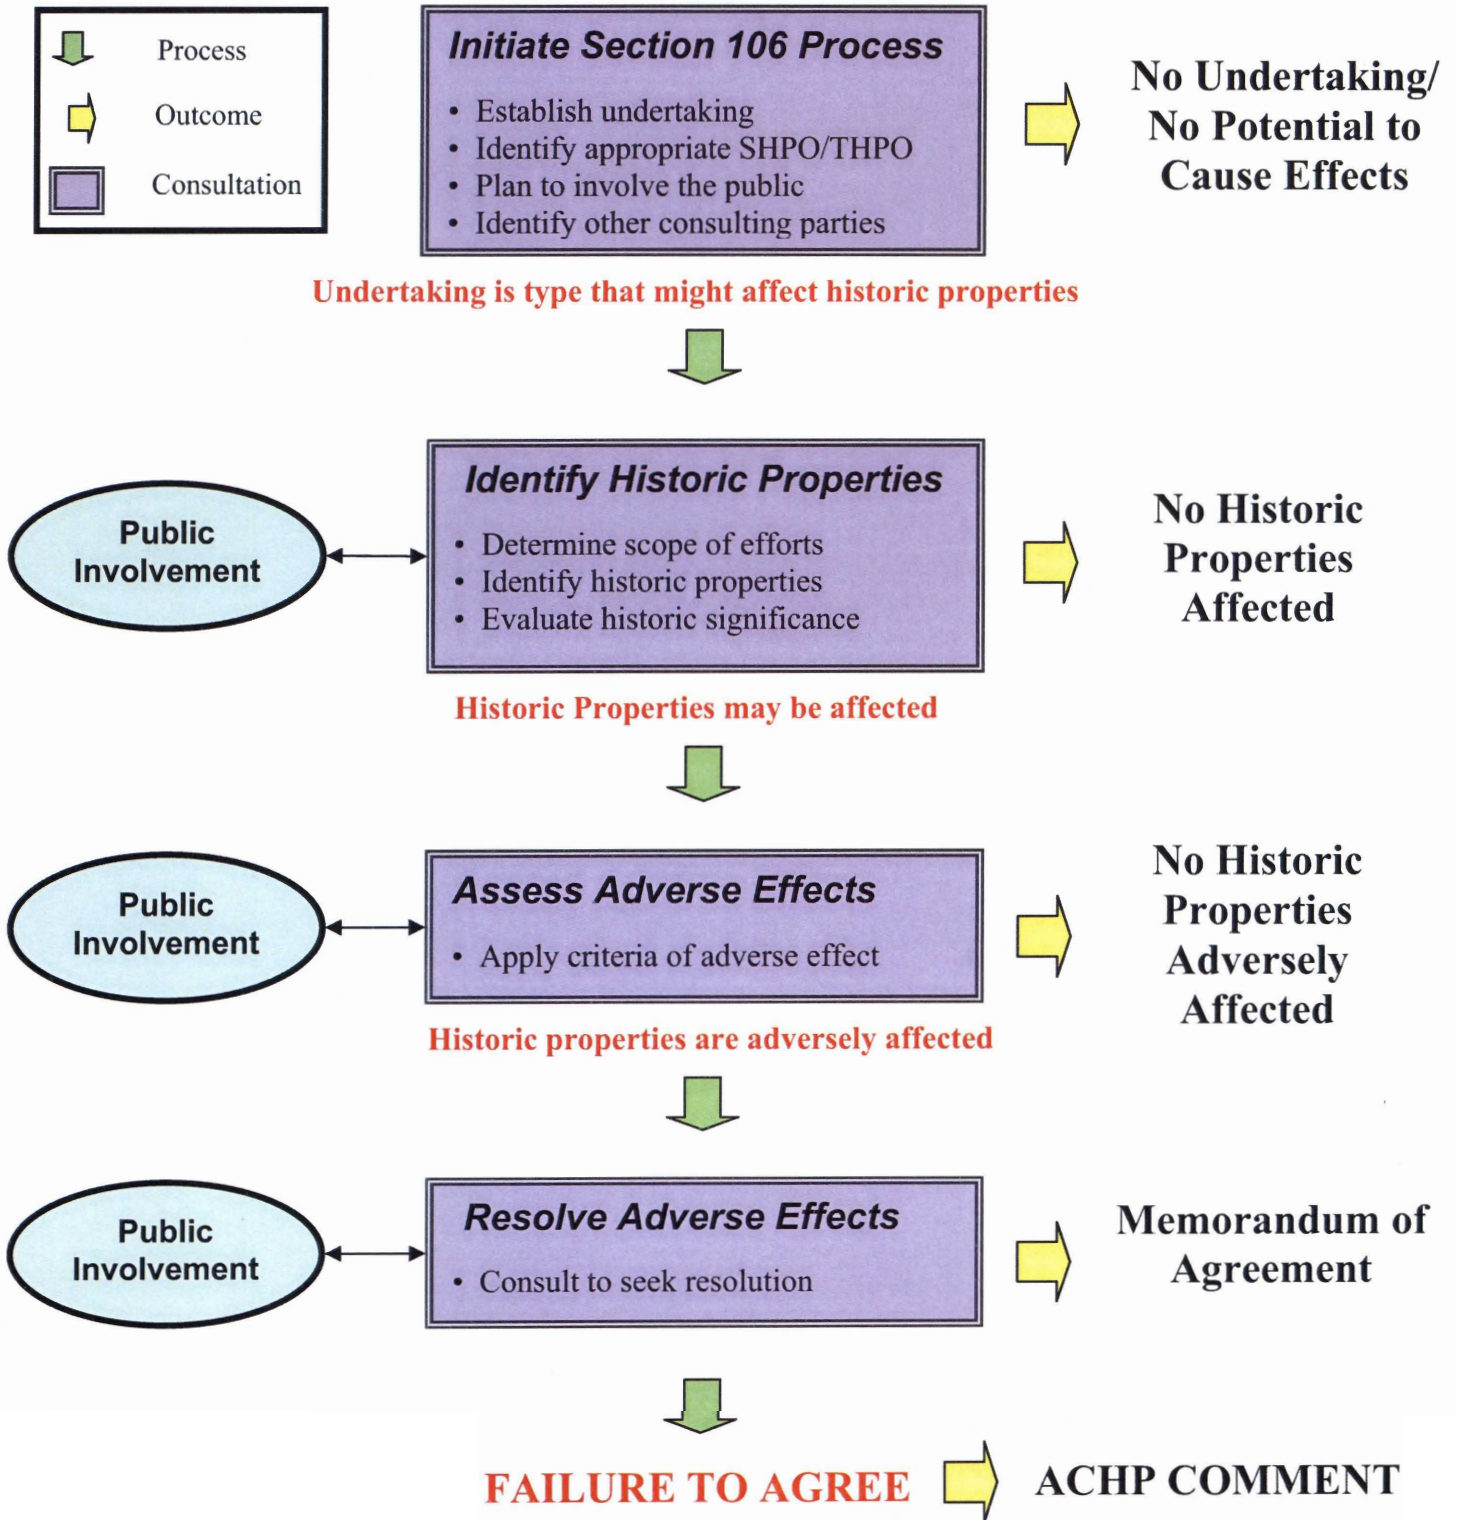 Process
Outcome
Consultation
Initiate Section 106 Process
• Establish undertaking
• Identify appropriate SHPO/THPO
• Plan to involve the public
• Identify other consulting parties
No Undertaking/
No Potential to
Cause Effects
Undertaking is type that might affect historic properties
Public
Involvement
Identify Historic Properties
• Determine scope of efforts
• Identify historic properties
• Evaluate historic significance
No Historic
Properties
Affected
Historic Properties may be affected
Public
Involvement
Assess Adverse Effects
• Apply criteria of adverse effect
No Historic
Properties
Adversely
Affected
Historic properties are adversely affected
Public
Involvement
Resolve Adverse Effects
• Consult to seek resolution
Memorandum of
Agreement
FAILURE TO AGREE
ACHP COMMENT